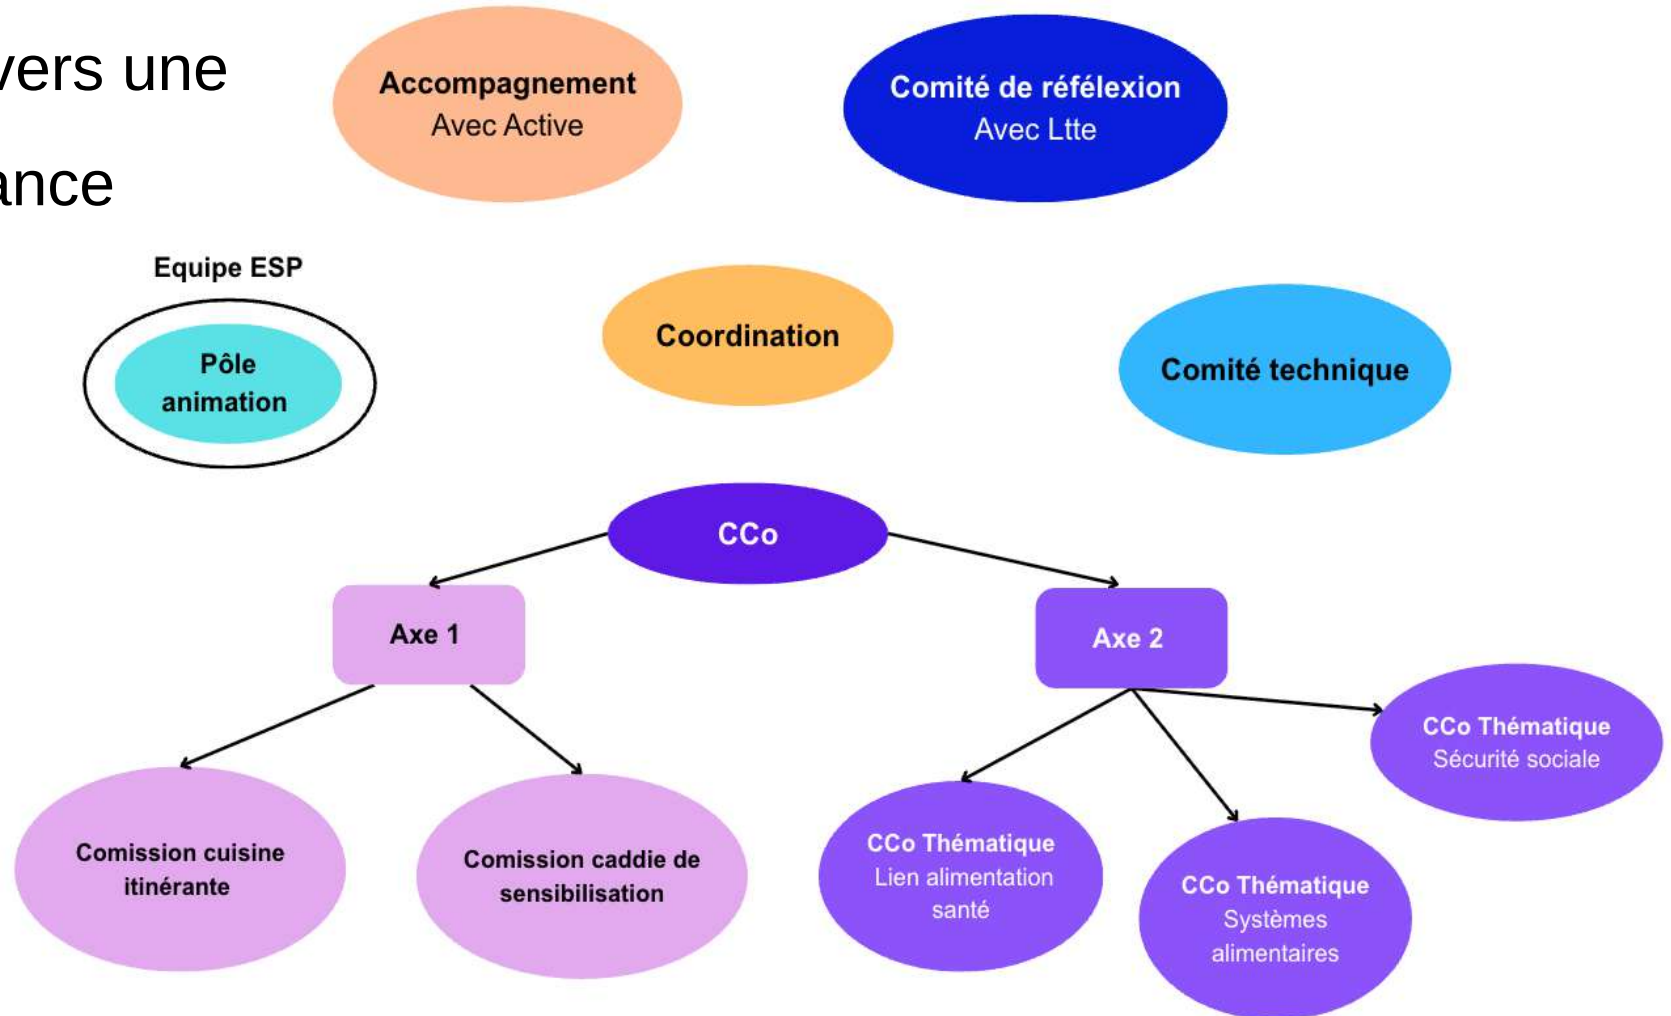 vers une
ance
Accompagnement
Avec Active
Comité de réfélexion
Avec Ltte
Equipe ESP
Pôle
animation
Coordination
Comité technique
CCo
Axe 1
Axe 2
CCo Thématique
Sécurité sociale
Comission cuisine
itinérante
Comission caddie de
sensibilisation
CCo Thématique
Lien alimentation
santé
CCo Thématique
Systèmes
alimentaires